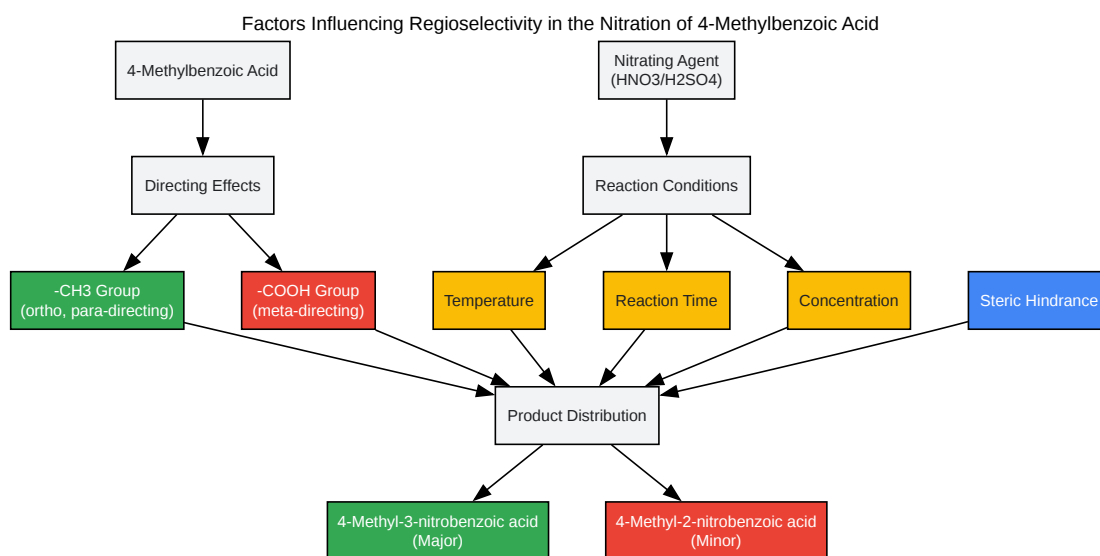 Factors Influencing Regioselectivity in the Nitration of 4-Methylbenzoic Acid
4-Methylbenzoic Acid
Nitrating Agent
(HNO3/H2SO4)
Directing Effects
Reaction Conditions
-CH3 Group
(ortho, para-directing)
-COOH Group
(meta-directing)
Temperature
Reaction Time
Concentration
Steric Hindrance
Product Distribution
4-Methyl-3-nitrobenzoic acid
(Major)
4-Methyl-2-nitrobenzoic acid
(Minor)